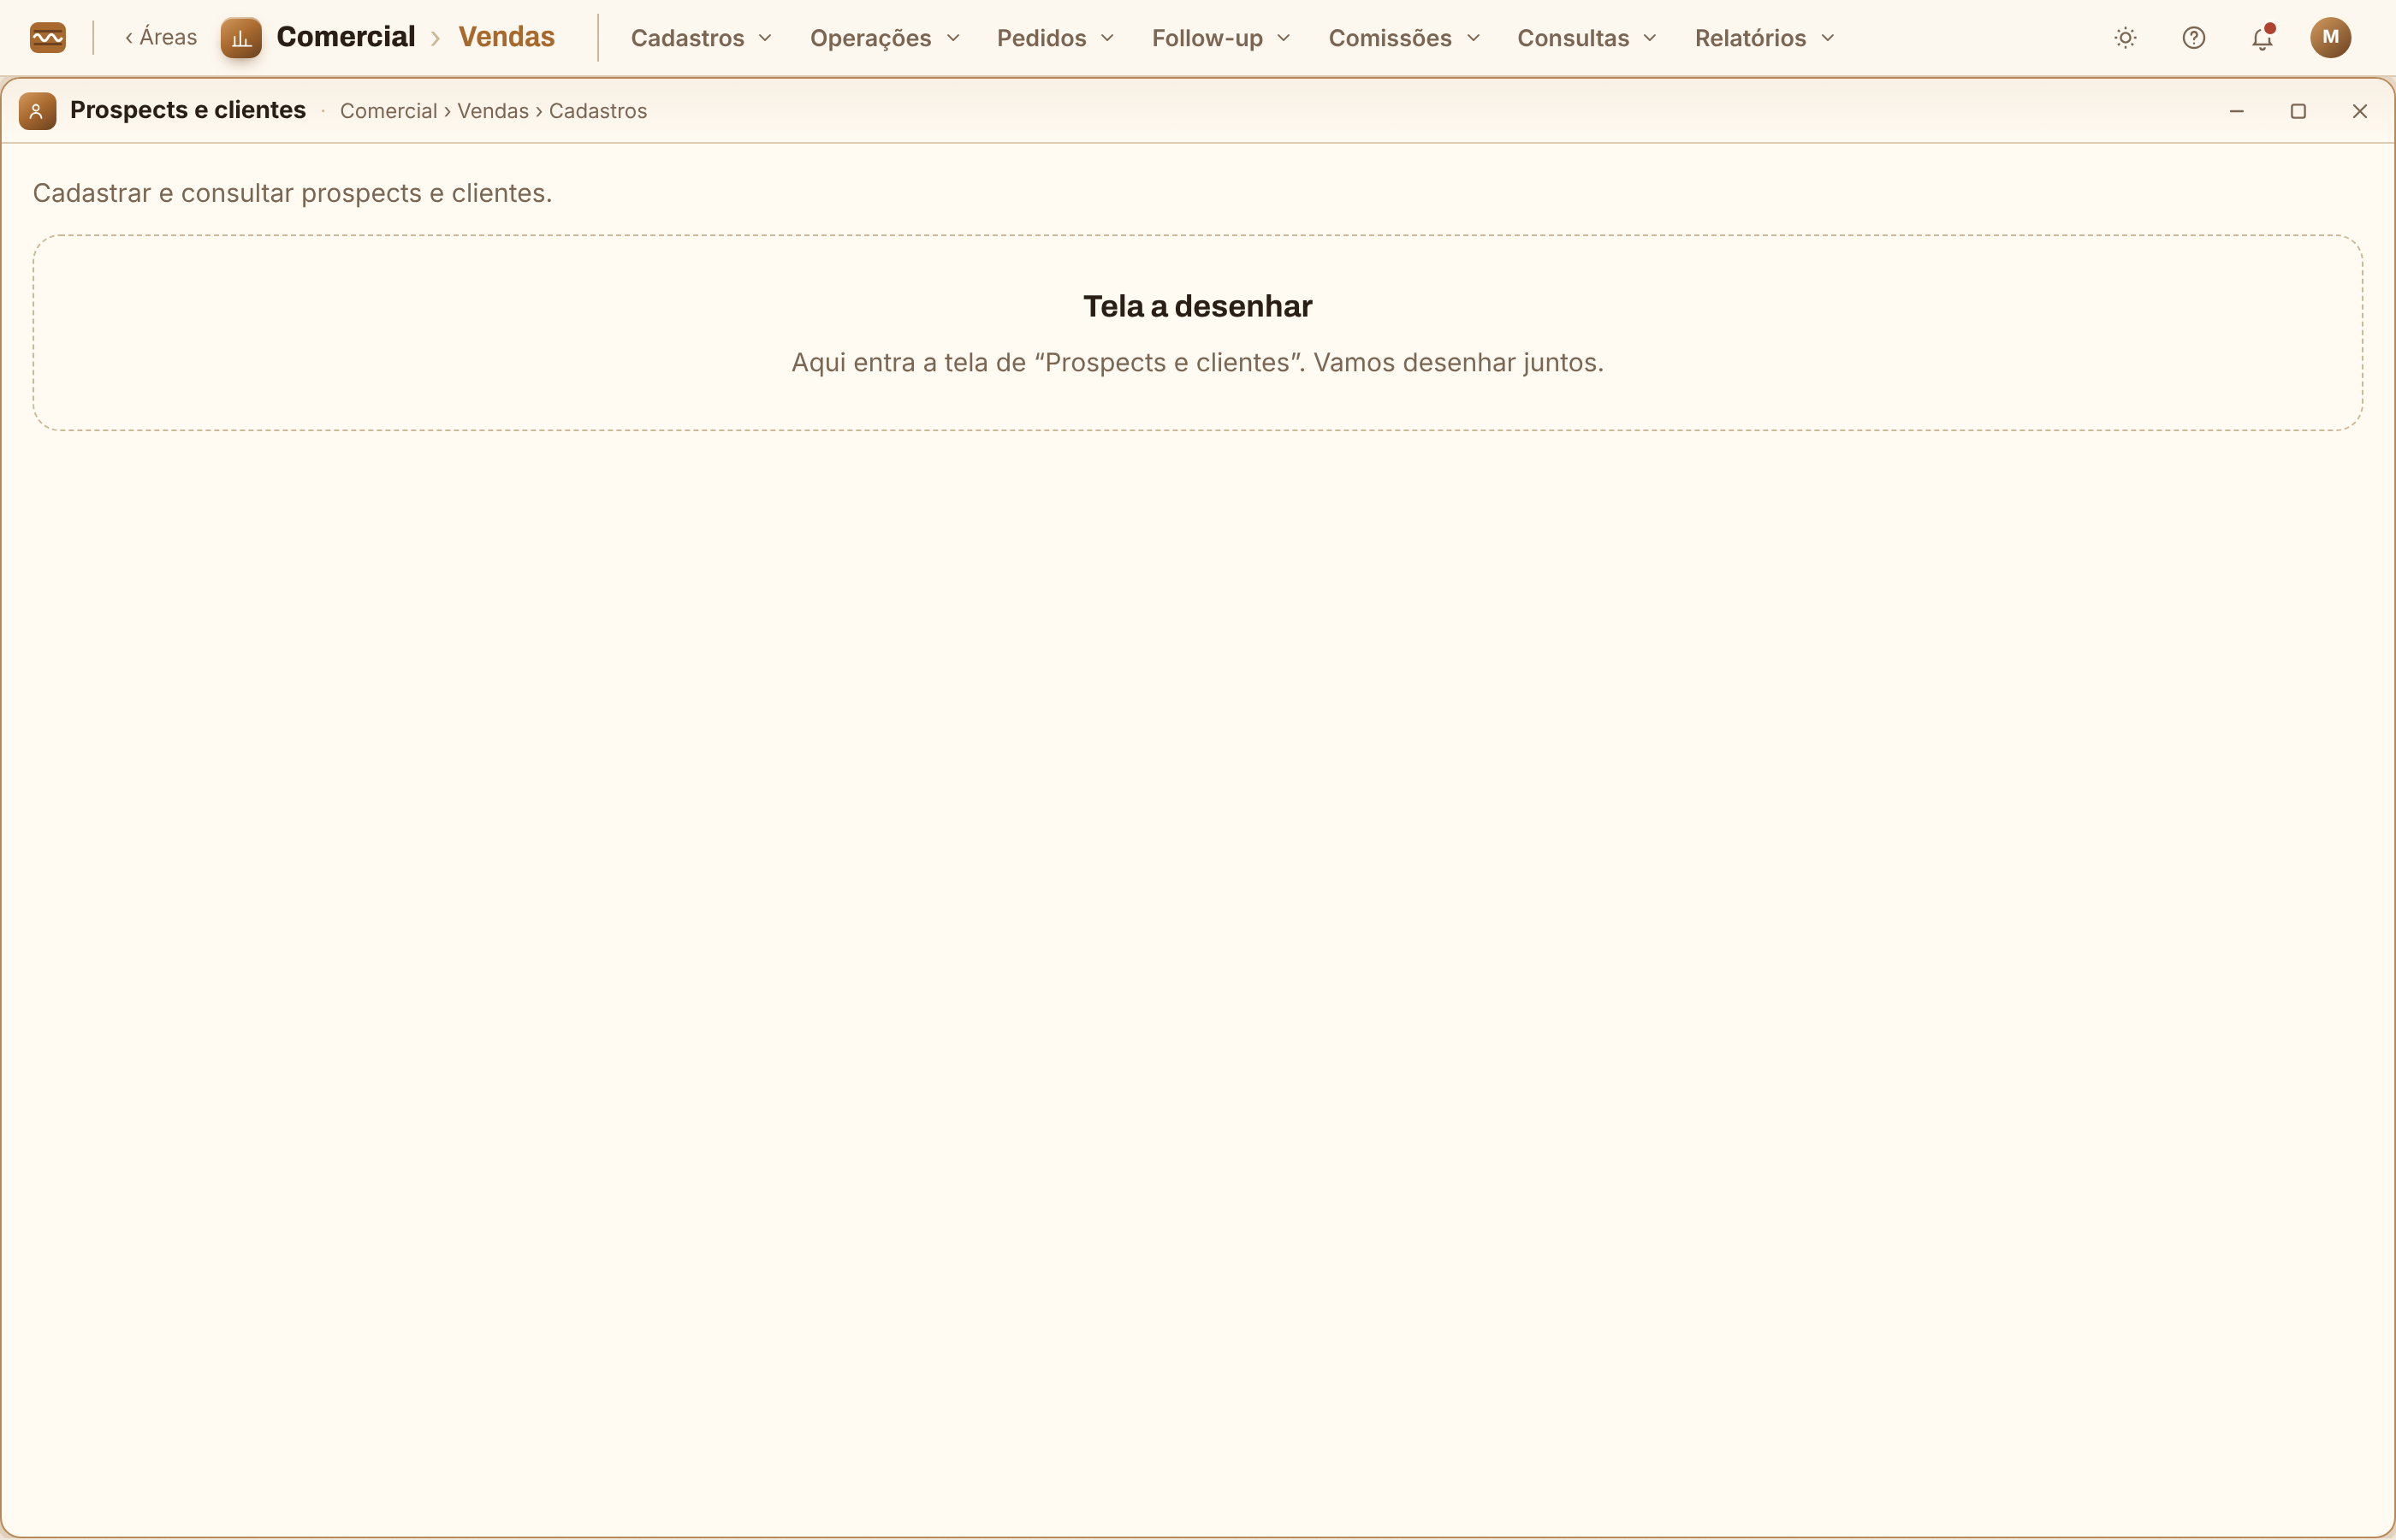 ‹ Áreas Comercial › Vendas Cadastros Operações Pedidos Follow-up Comissões Consultas Relatórios M
Prospects e clientes · Comercial › Vendas › Cadastros
Cadastrar e consultar prospects e clientes.
Tela a desenhar
Aqui entra a tela de “Prospects e clientes”. Vamos desenhar juntos.